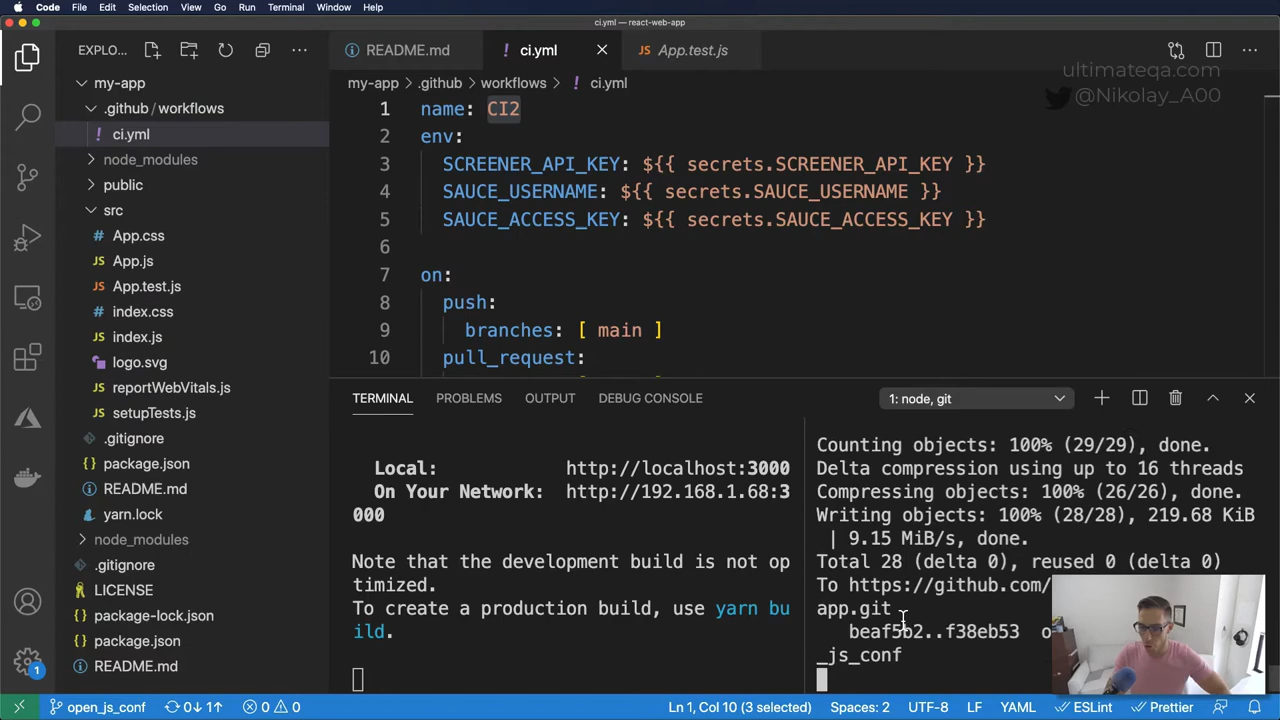 Code File Edit Selection View Go Run Terminal Window Help
ci.yml — react-web-app
EXPLO...
README.md
! ci.yml
JS App.test.js
ultimateqa.com
@Nikolay_A00
my-app > .github > workflows > ! ci.yml
my-app
.github / workflows
! ci.yml
node_modules
public
src
# App.css
JS App.js
JS App.test.js
# index.css
JS index.js
logo.svg
JS reportWebVitals.js
JS setupTests.js
.gitignore
{} package.json
README.md
yarn.lock
node_modules
.gitignore
LICENSE
{} package-lock.json
{} package.json
README.md
1 name: CI2
2 env:
3 SCREENER_API_KEY: ${{ secrets.SCREENER_API_KEY }}
4 SAUCE_USERNAME: ${{ secrets.SAUCE_USERNAME }}
5 SAUCE_ACCESS_KEY: ${{ secrets.SAUCE_ACCESS_KEY }}
6
7 on:
8 push:
9 branches: [ main ]
10 pull_request:
TERMINAL PROBLEMS OUTPUT DEBUG CONSOLE
1: node, git
Local: http://localhost:3000
On Your Network: http://192.168.1.68:3
000
Note that the development build is not op
timized.
To create a production build, use yarn bu
ild.
Counting objects: 100% (29/29), done.
Delta compression using up to 16 threads
Compressing objects: 100% (26/26), done.
Writing objects: 100% (28/28), 219.68 KiB
| 9.15 MiB/s, done.
Total 28 (delta 0), reused 0 (delta 0)
To https://github.com/
app.git
beaf5b2..f38eb53 o
_js_conf
1
open_js_conf 0↓ 1↑ 0 0
Ln 1, Col 10 (3 selected) Spaces: 2 UTF-8 LF YAML ESLint Prettier